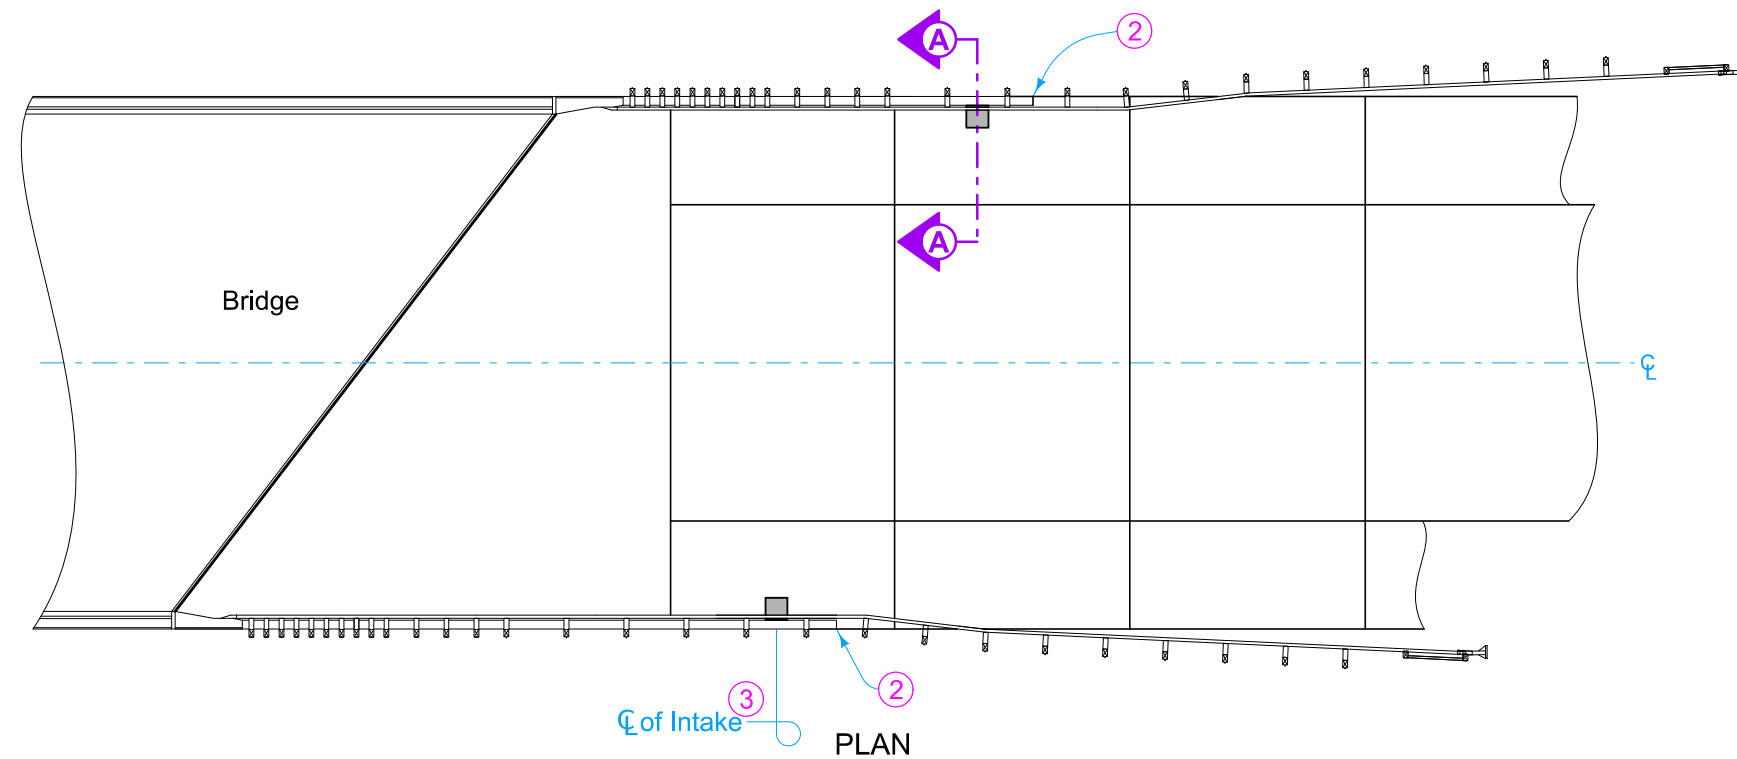 A
2
A
Bridge
℄
3
2
℄ of Intake
PLAN